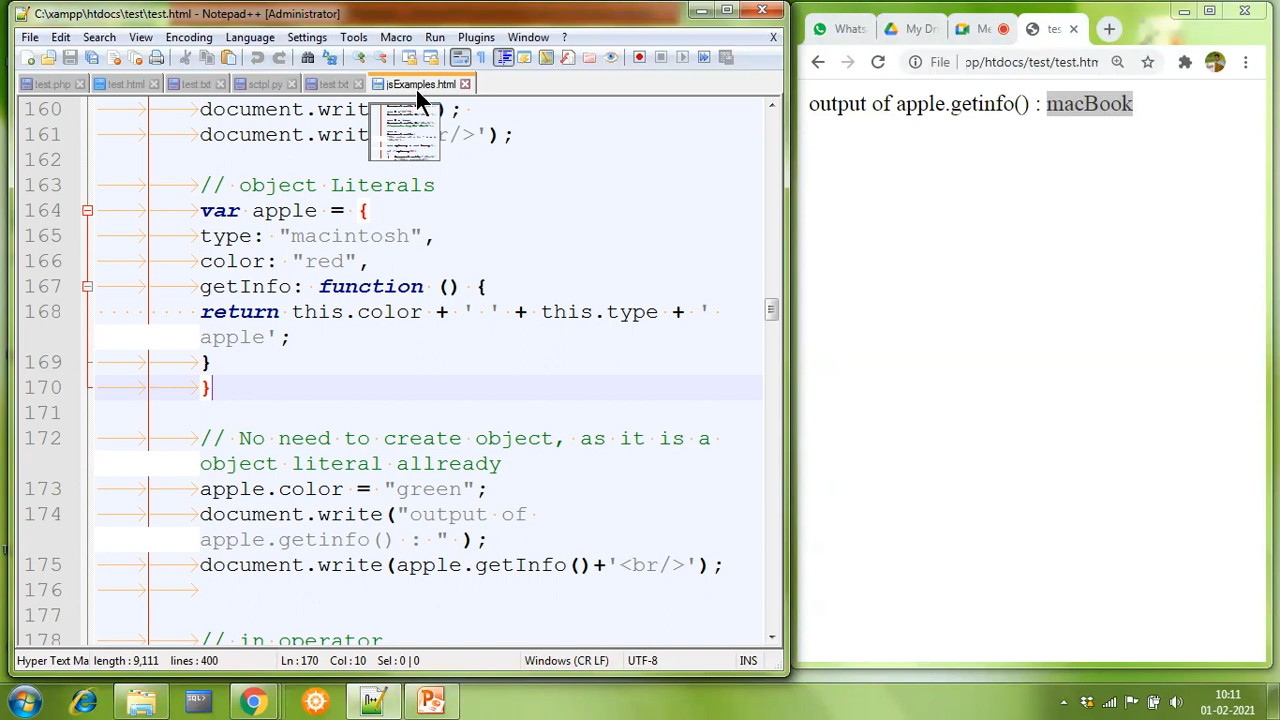 C:\xampp\htdocs\test\test.html - Notepad++ [Administrator]
File Edit Search View Encoding Language Settings Tools Macro Run Plugins Window ? X
test.php test.html test.txt sctpl.py test.txt jsExamples.html
160 document.writ ;
161 document.writ />');
162
163 // object Literals
164 var apple = {
165 type: "macintosh",
166 color: "red",
167 getInfo: function () {
168 return this.color + ' ' + this.type + '
apple';
169 }
170 }
171
172 // No need to create object, as it is a
object literal allready
173 apple.color = "green";
174 document.write("output of
apple.getinfo() : " );
175 document.write(apple.getInfo()+'<br/>');
176
177
178 // in operator
Hyper Text Ma length : 9,111 lines : 400 Ln : 170 Col : 10 Sel : 0 | 0 Windows (CR LF) UTF-8 INS
Whats My Dr Me tes
File pp/htdocs/test/test.htm
output of apple.getinfo() : macBook
10:11
01-02-2021